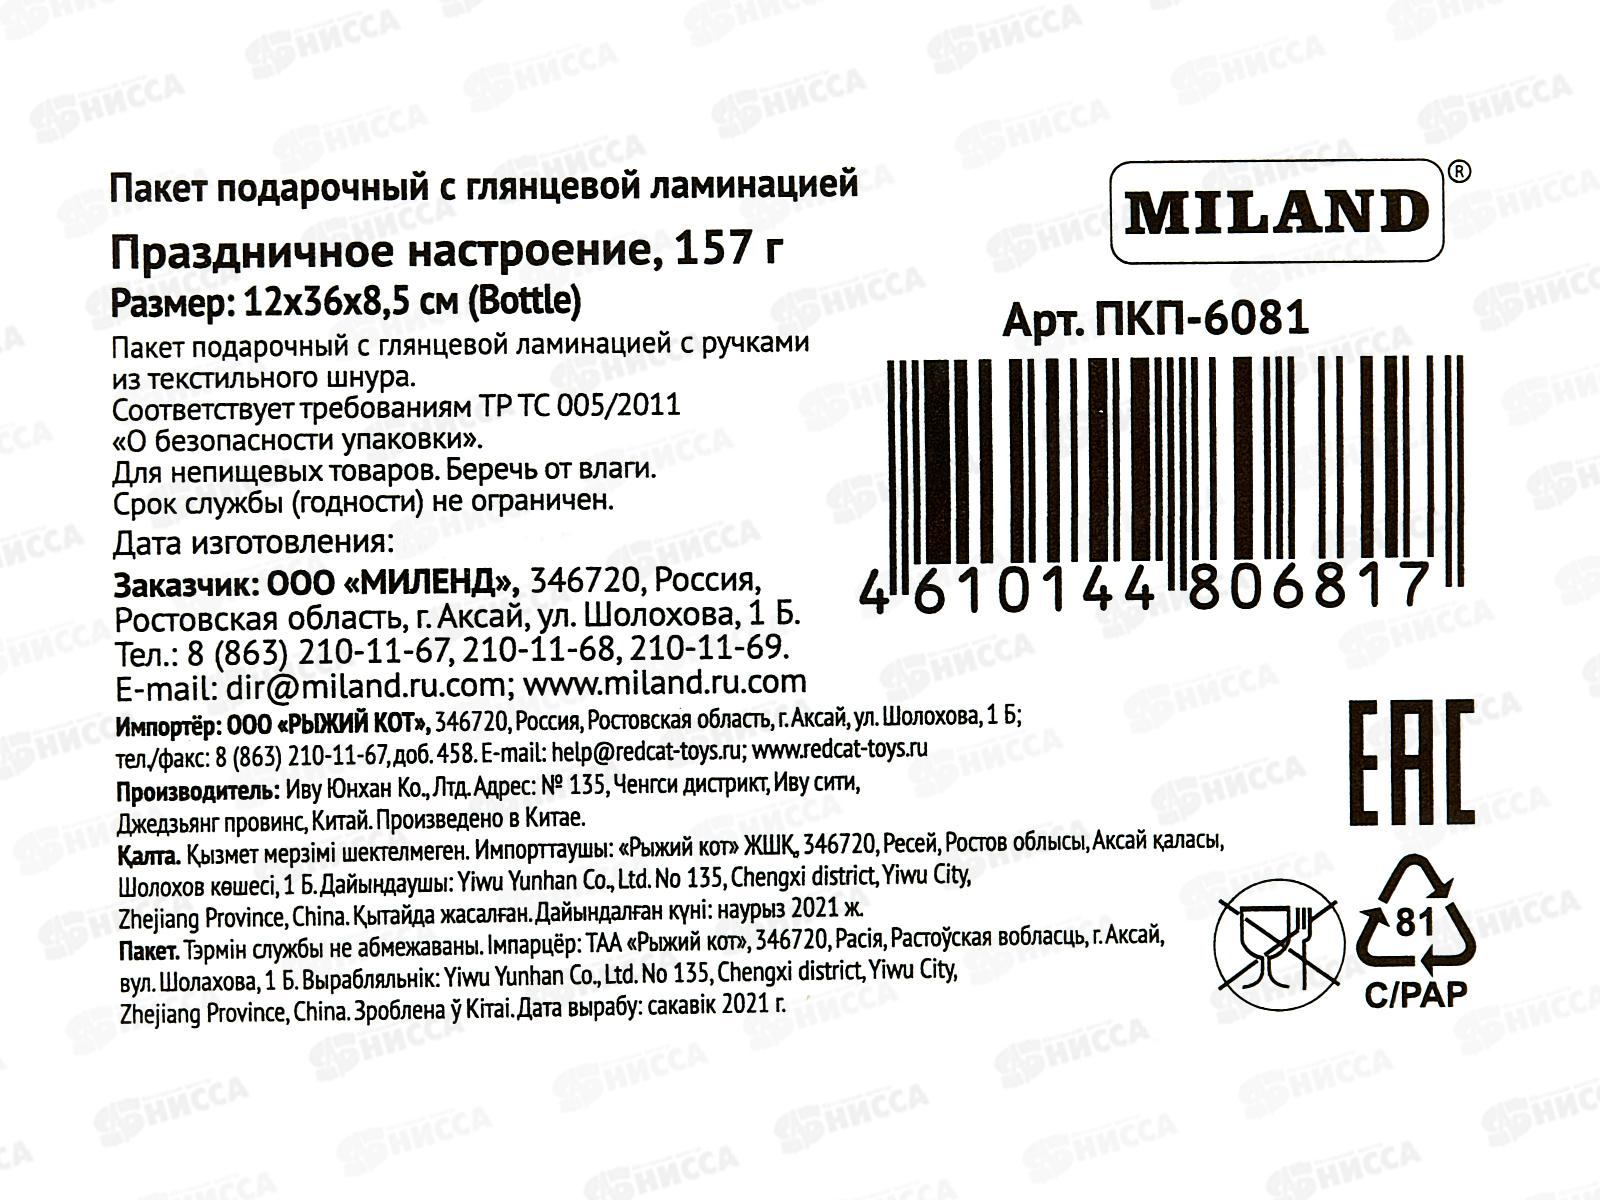 Пакет подарочный с глянцевой ламинацией
Праздничное настроение, 157 г
Размер: 12х36х8,5 см (Bottle)
Пакет подарочный с глянцевой ламинацией с ручками
из текстильного шнура.
Соответствует требованиям ТР ТС 005/2011
«О безопасности упаковки».
Для непищевых товаров. Беречь от влаги.
Срок службы (годности) не ограничен.
Дата изготовления:
Заказчик: ООО «МИЛЕНД», 346720, Россия,
Ростовская область, г. Аксай, ул. Шолохова, 1 Б.
Тел.: 8 (863) 210-11-67, 210-11-68, 210-11-69.
E-mail: dir@miland.ru.com; www.miland.ru.com
Импортёр: ООО «РЫЖИЙ КОТ», 346720, Россия, Ростовская область, г. Аксай, ул. Шолохова, 1 Б;
тел./факс: 8 (863) 210-11-67, доб. 458. E-mail: help@redcat-toys.ru; www.redcat-toys.ru
Производитель: Иву Юнхан Ко., Лтд. Адрес: № 135, Ченгси дистрикт, Иву сити,
Джедзьянг провинс, Китай. Произведено в Китае.
Қалта. Қызмет мерзімі шектелмеген. Импорттаушы: «Рыжий кот» ЖШҚ, 346720, Ресей, Ростов облысы, Аксай қаласы,
Шолохов көшесі, 1 Б. Дайындаушы: Yiwu Yunhan Co., Ltd. No 135, Chengxi district, Yiwu City,
Zhejiang Province, China. Қытайда жасалған. Дайындалған күні: наурыз 2021 ж.
Пакет. Тэрмін службы не абмежаваны. Імпарцёр: ТАА «Рыжий кот», 346720, Расія, Растоўская вобласць, г. Аксай,
вул. Шолахова, 1 Б. Вырабляльнік: Yiwu Yunhan Co., Ltd. No 135, Chengxi district, Yiwu City,
Zhejiang Province, China. Зроблена ў Кітаі. Дата вырабу: сакавік 2021 г.
MILAND®
Арт. ПКП-6081
4 610144 806817
EAC
81
C/PAP
НИССА